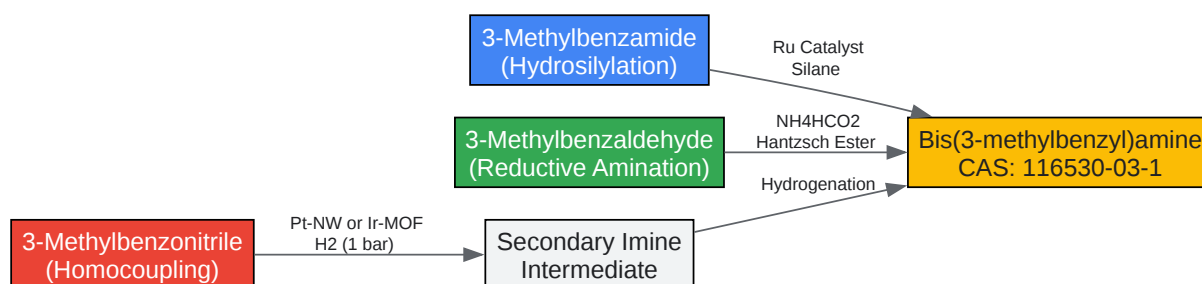 3-Methylbenzamide
(Hydrosilylation)
Ru Catalyst
Silane
3-Methylbenzaldehyde
(Reductive Amination)
NH4HCO2
Hantzsch Ester
Bis(3-methylbenzyl)amine
CAS: 116530-03-1
Hydrogenation
3-Methylbenzonitrile
(Homocoupling)
Pt-NW or Ir-MOF
H2 (1 bar)
Secondary Imine
Intermediate